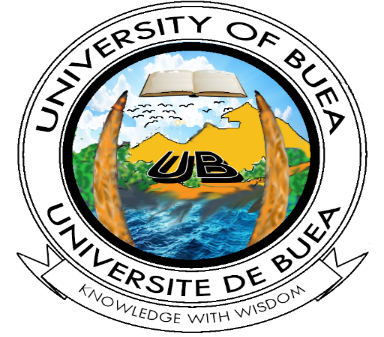 UNIVERSITY OF BUEA
UB
UNIVERSITE DE BUEA
KNOWLEDGE WITH WISDOM